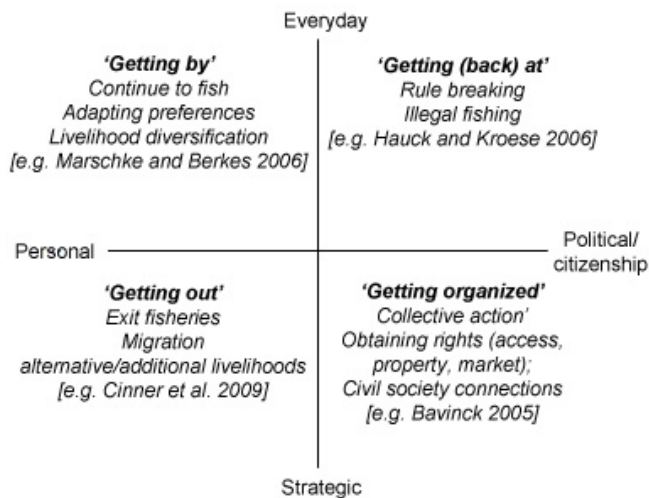 Everyday
'Getting by'
Continue to fish
Adapting preferences
Livelihood diversification
[e.g. Marschke and Berkes 2006]
'Getting (back) at'
Rule breaking
Illegal fishing
[e.g. Hauck and Kroese 2006]
Personal
Political/
citizenship
'Getting out'
Exit fisheries
Migration
alternative/additional livelihoods
[e.g. Cinner et al. 2009]
'Getting organized'
Collective action'
Obtaining rights (access,
property, market);
Civil society connections
[e.g. Bavinck 2005]
Strategic